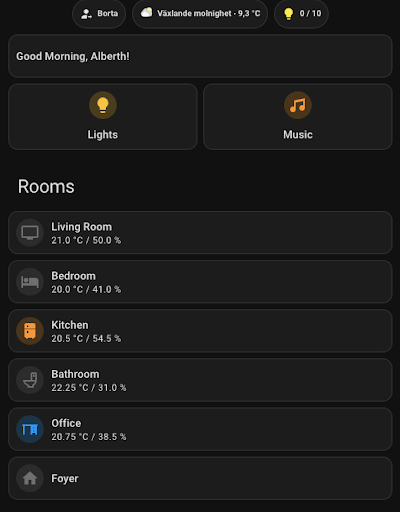 Borta
Växlande molnighet · 9,3 °C
0 / 10
Good Morning, Alberth!
Lights
Music
Rooms
Living Room
21.0 °C / 50.0 %
Bedroom
20.0 °C / 41.0 %
Kitchen
20.5 °C / 54.5 %
Bathroom
22.25 °C / 31.0 %
Office
20.75 °C / 38.5 %
Foyer